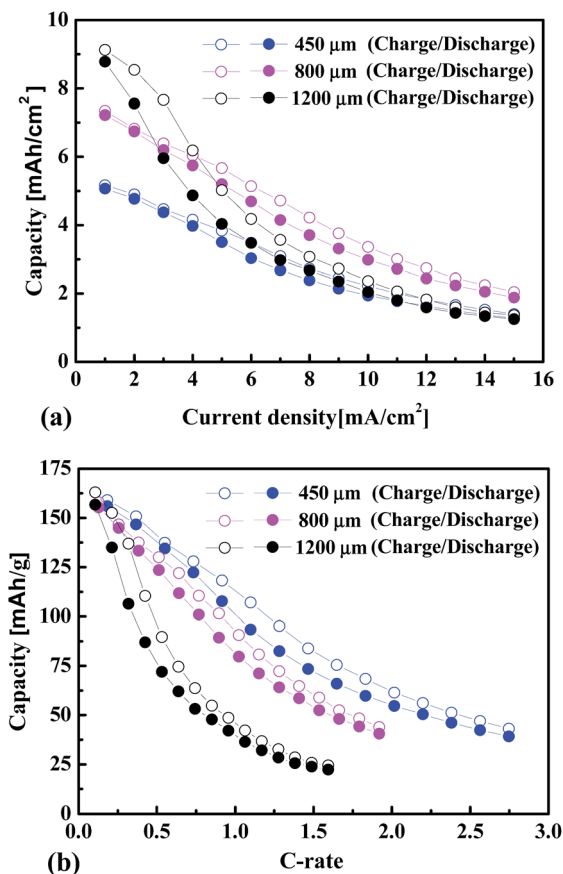 10
8
6
4
2
0
Capacity [mAh/cm²]
450 μm (Charge/Discharge)
800 μm (Charge/Discharge)
1200 μm (Charge/Discharge)
0 2 4 6 8 10 12 14 16
(a) Current density[mA/cm²]
175
150
125
100
75
50
25
0
Capacity [mAh/g]
450 μm (Charge/Discharge)
800 μm (Charge/Discharge)
1200 μm (Charge/Discharge)
0.0 0.5 1.0 1.5 2.0 2.5 3.0
(b) C-rate